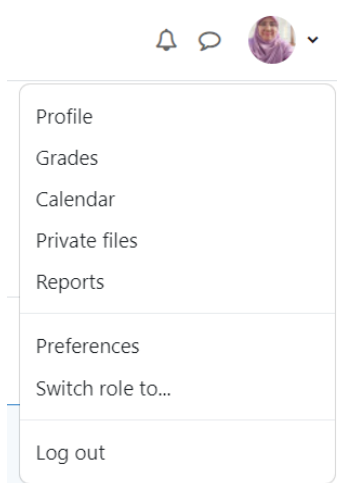 Profile
Grades
Calendar
Private files
Reports
Preferences
Switch role to...
Log out